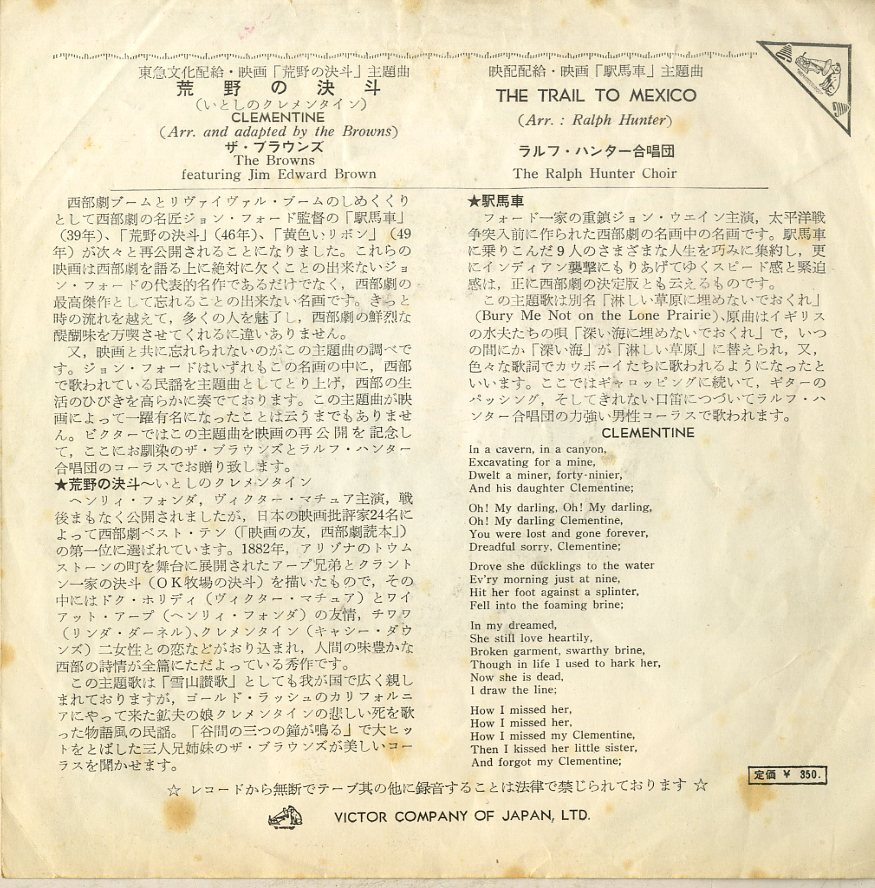 東急文化配給・映画「荒野の決斗」主題曲
荒野の決斗
(いとしのクレメンタイン)
CLEMENTINE
(Arr. and adapted by the Browns)
ザ・ブラウンズ
The Browns
featuring Jim Edward Brown
映配配給・映画「駅馬車」主題曲
THE TRAIL TO MEXICO
(Arr. : Ralph Hunter)
ラルフ・ハンター合唱団
The Ralph Hunter Choir
西部劇ブームとリヴァイヴァル・ブームのしめくくり
として西部劇の名匠ジョン・フォード監督の「駅馬車」
(39年)、「荒野の決斗」(46年)、「黄色いリボン」(49
年)が次々と再公開されることになりました。これらの
映画は西部劇を語る上に絶対に欠くことの出来ないジョ
ン・フォードの代表的名作であるだけでなく，西部劇の
最高傑作として忘れることの出来ない名画です。きっと
時の流れを越えて，多くの人を魅了し，西部劇の鮮烈な
醍醐味を万喫させてくれるに違いありません。
又，映画と共に忘れられないのがこの主題曲の調べで
す。ジョン・フォードはいずれもこの名画の中に，西部
で歌われている民謡を主題曲としてとり上げ，西部の生
活のひびきを高らかに奏でております。この主題曲が映
画によって一躍有名になったことは云うまでもありませ
ん。ビクターではこの主題曲を映画の再公開を記念し
て，ここにお馴染のザ・ブラウンズとラルフ・ハンター
合唱団のコーラスでお贈り致します。
★荒野の決斗〜いとしのクレメンタイン
ヘンリィ・フォンダ，ヴィクター・マチュア主演，戦
後まもなく公開されましたが，日本の映画批評家24名に
よって西部劇ベスト・テン(「映画の友，西部劇読本」)
の第一位に選ばれています。1882年，アリゾナのトウム
ストーンの町を舞台に展開されたアープ兄弟とクラント
ン一家の決斗(ＯＫ牧場の決斗)を描いたもので，その
中にはドク・ホリディ(ヴィクター・マチュア)とワイ
アット・アープ(ヘンリィ・フォンダ)の友情，チワワ
(リンダ・ダーネル)、クレメンタイン(キャシー・ダウ
ンズ)二女性との恋などがおり込まれ，人間の味豊かな
西部の詩情が全篇にただよっている秀作です。
この主題歌は「雪山讃歌」としても我が国で広く親し
まれておりますが，ゴールド・ラッシュのカリフォルニ
アにやって来た鉱夫の娘クレメンタインの悲しい死を歌
った物語風の民謡。「谷間の三つの鐘が鳴る」で大ヒッ
トをとばした三人兄姉妹のザ・ブラウンズが美しいコー
ラスを聞かせます。
★駅馬車
フォード一家の重鎮ジョン・ウエイン主演，太平洋戦
争突入前に作られた西部劇の名画中の名画です。駅馬車
に乗りこんだ9人のさまざまな人生を巧みに集約し，更
にインディアン襲撃にもりあげてゆくスピード感と緊迫
感は，正に西部劇の決定版とも云えるものです。
この主題歌は別名「淋しい草原に埋めないでおくれ」
(Bury Me Not on the Lone Prairie)、原曲はイギリス
の水夫たちの唄「深い海に埋めないでおくれ」で，いつ
の間にか「深い海」が「淋しい草原」に替えられ，又，
色々な歌詞でカウボーイたちに歌われるようになったと
いいます。ここではギャロッピングに続いて，ギターの
パッシング，そしてきれない口笛につづいてラルフ・ハ
ンター合唱団の力強い男性コーラスで歌われます。
CLEMENTINE
In a cavern, in a canyon,
Excavating for a mine,
Dwelt a miner, forty-ninier,
And his daughter Clementine;
Oh! My darling, Oh! My darling,
Oh! My darling Clementine,
You were lost and gone forever,
Dreadful sorry, Clementine;
Drove she dücklings to the water
Ev'ry morning just at nine,
Hit her foot against a splinter,
Fell into the foaming brine;
In my dreamed,
She still love heartily,
Broken garment, swarthy brine,
Though in life I used to hark her,
Now she is dead,
I draw the line;
How I missed her,
How I missed her,
How I missed my Clementine,
Then I kissed her little sister,
And forgot my Clementine;
定価 ¥ 350.
☆ レコードから無断でテープ其の他に録音することは法律で禁じられております ☆
VICTOR COMPANY OF JAPAN, LTD.